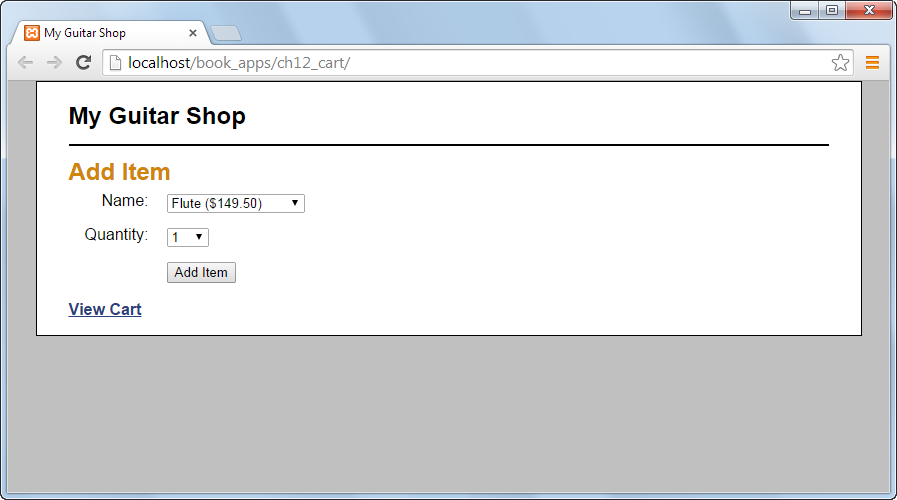 My Guitar Shop
localhost/book_apps/ch12_cart/
My Guitar Shop
Add Item
Name: Flute ($149.50)
Quantity: 1
Add Item
View Cart